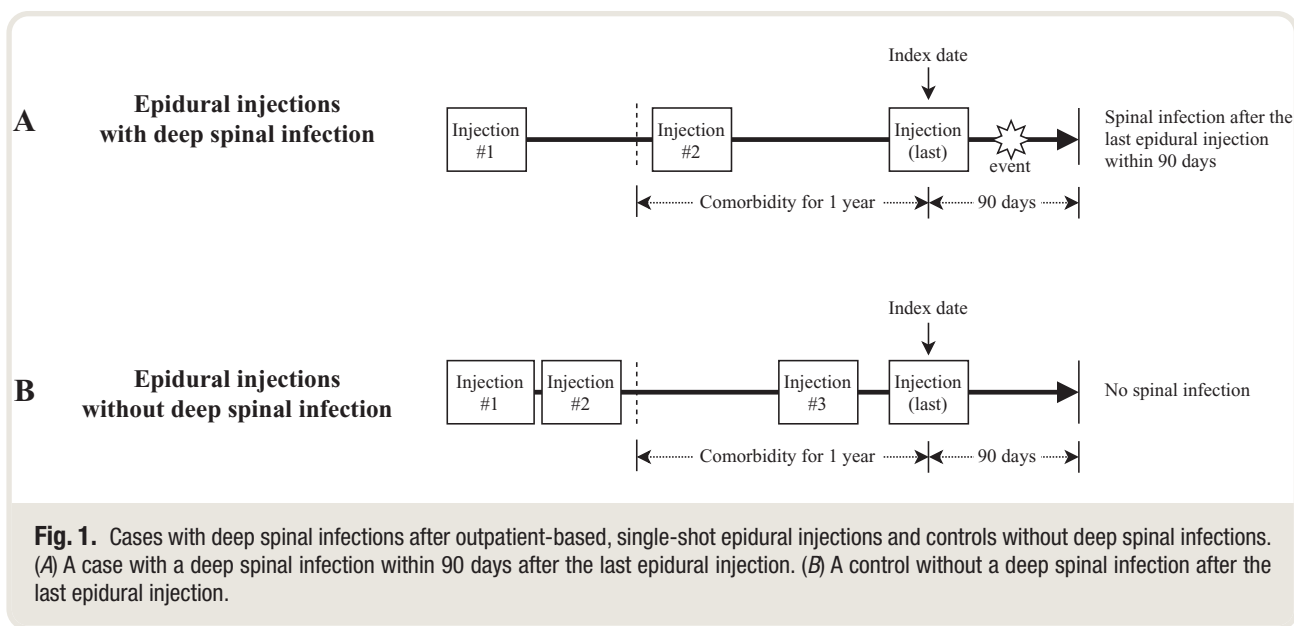 A
Epidural injections
with deep spinal infection
Index date
Injection
#1
Injection
#2
Injection
(last)
event
Spinal infection after the
last epidural injection
within 90 days
Comorbidity for 1 year
90 days
B
Epidural injections
without deep spinal infection
Index date
Injection
#1
Injection
#2
Injection
#3
Injection
(last)
No spinal infection
Comorbidity for 1 year
90 days
Fig. 1. Cases with deep spinal infections after outpatient-based, single-shot epidural injections and controls without deep spinal infections.
(A) A case with a deep spinal infection within 90 days after the last epidural injection. (B) A control without a deep spinal infection after the
last epidural injection.